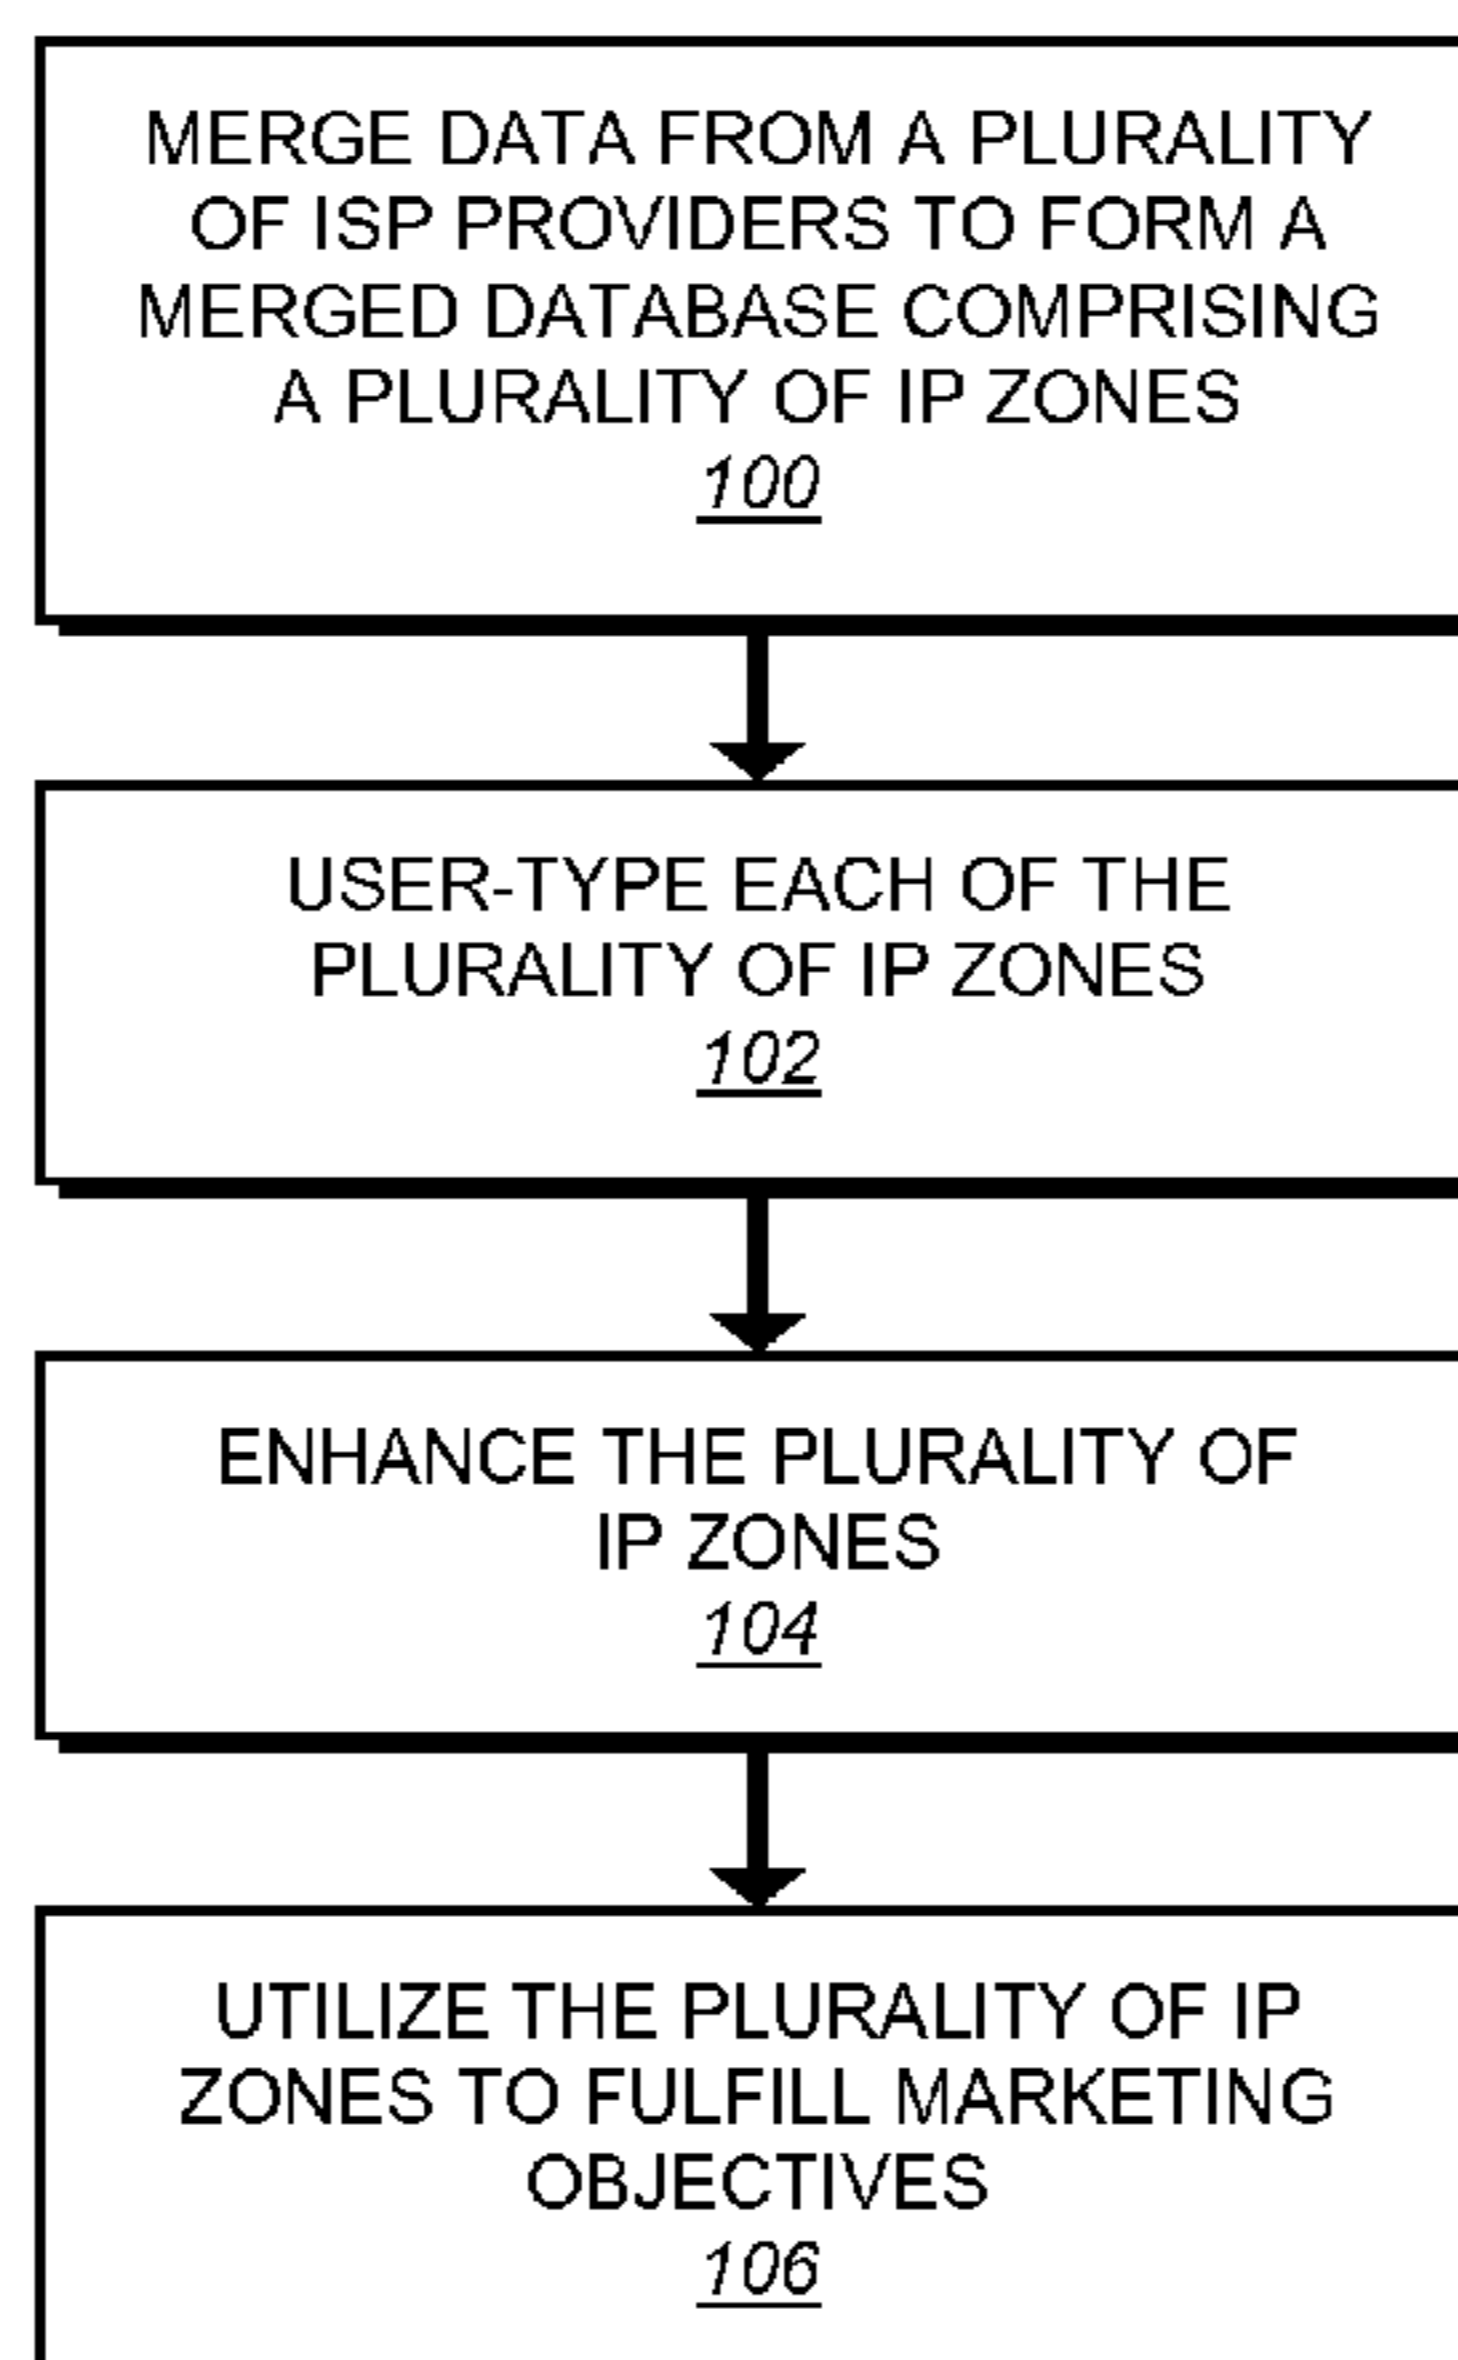 MERGE DATA FROM A PLURALITY
OF ISP PROVIDERS TO FORM A
MERGED DATABASE COMPRISING
A PLURALITY OF IP ZONES
100
USER-TYPE EACH OF THE
PLURALITY OF IP ZONES
102
ENHANCE THE PLURALITY OF
IP ZONES
104
UTILIZE THE PLURALITY OF IP
ZONES TO FULFILL MARKETING
OBJECTIVES
106